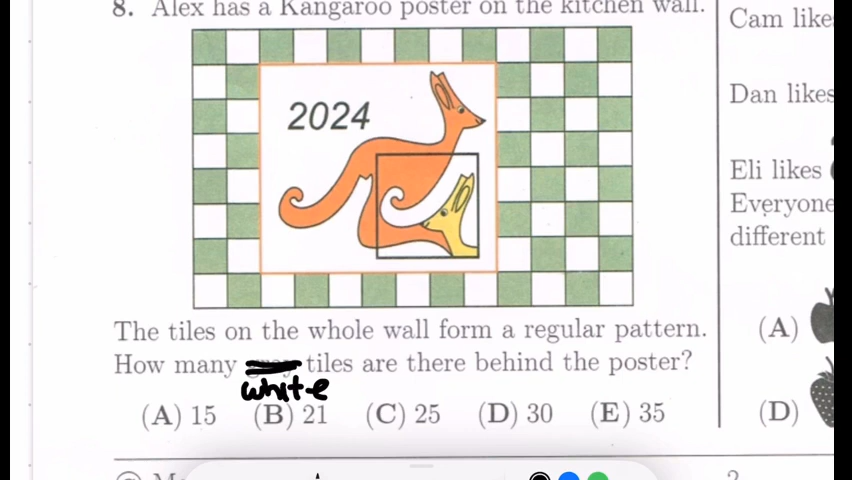 8. Alex has a Kangaroo poster on the kitchen wall.
2024
The tiles on the whole wall form a regular pattern.
How many tiles are there behind the poster?
white
(A) 15 (B) 21 (C) 25 (D) 30 (E) 35
Cam like
Dan likes
Eli likes
Everyone
different
(A)
(D)